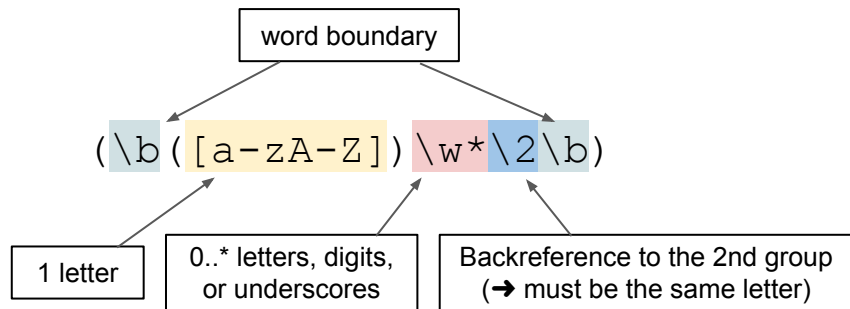 word boundary
(\b([a-zA-Z])\w*\2\b)
1 letter
0..* letters, digits,
or underscores
Backreference to the 2nd group
(➜ must be the same letter)